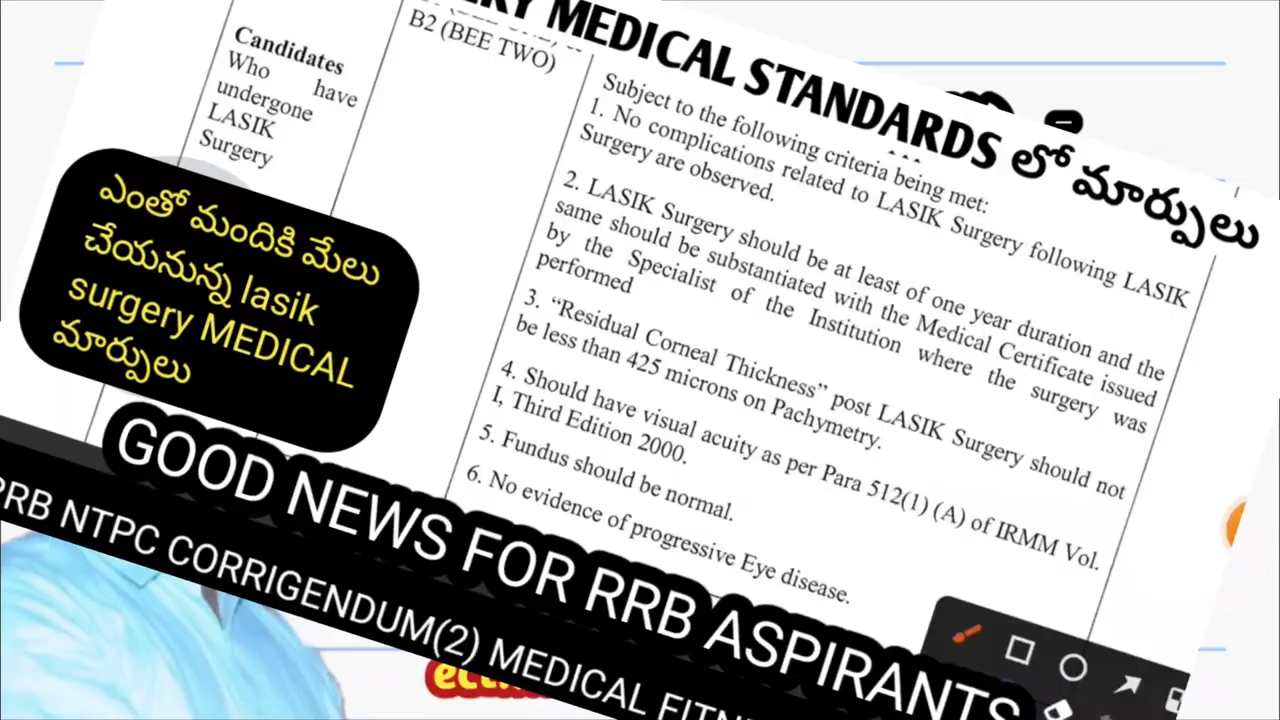 MEDICAL STANDARDS లో మార్పులు
Candidates
Who have
undergone
LASIK
Surgery
B2 (BEE TWO)
Subject to the following criteria being met:
1. No complications related to LASIK Surgery following LASIK
Surgery are observed.
2. LASIK Surgery should be at least of one year duration and the
same should be substantiated with the Medical Certificate issued
by the Specialist of the Institution where the surgery was
performed
3. “Residual Corneal Thickness” post LASIK Surgery should not
be less than 425 microns on Pachymetry.
4. Should have visual acuity as per Para 512(1) (A) of IRMM Vol.
I, Third Edition 2000.
5. Fundus should be normal.
6. No evidence of progressive Eye disease.
ఎంతో మందికి మేలు
చేయనున్న lasik
surgery MEDICAL
మార్పులు
GOOD NEWS FOR RRB ASPIRANTS
RRB NTPC CORRIGENDUM(2) MEDICAL